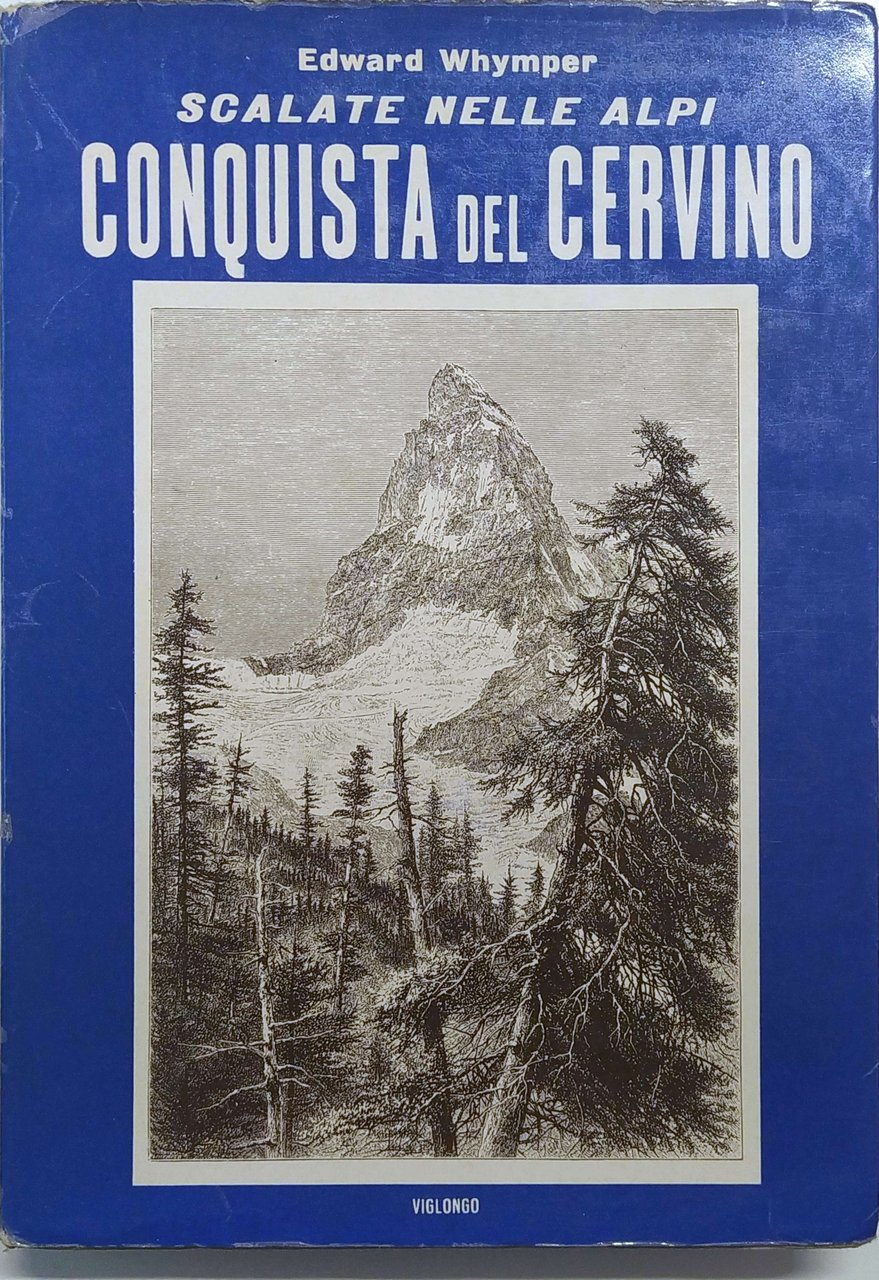 Edward Whymper
SCALATE NELLE ALPI
CONQUISTA DEL CERVINO
VIGLONGO